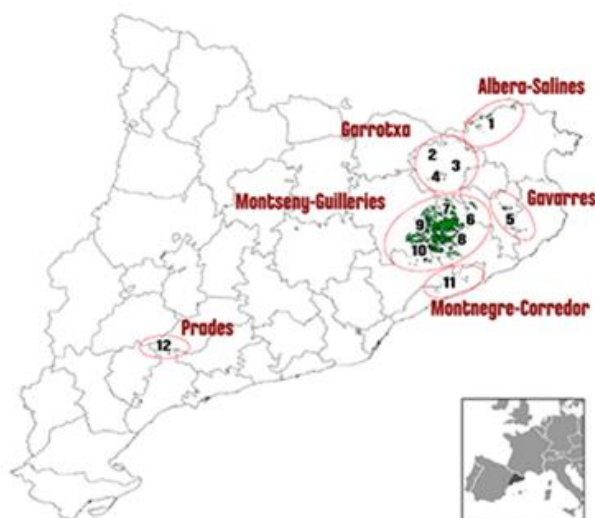 Albera-Salines
1
Garrotxa
2
3
4
Montseny-Guilleries
Gavarres
5
7
6
9
8
10
11
Montnegre-Corredor
Prades
12